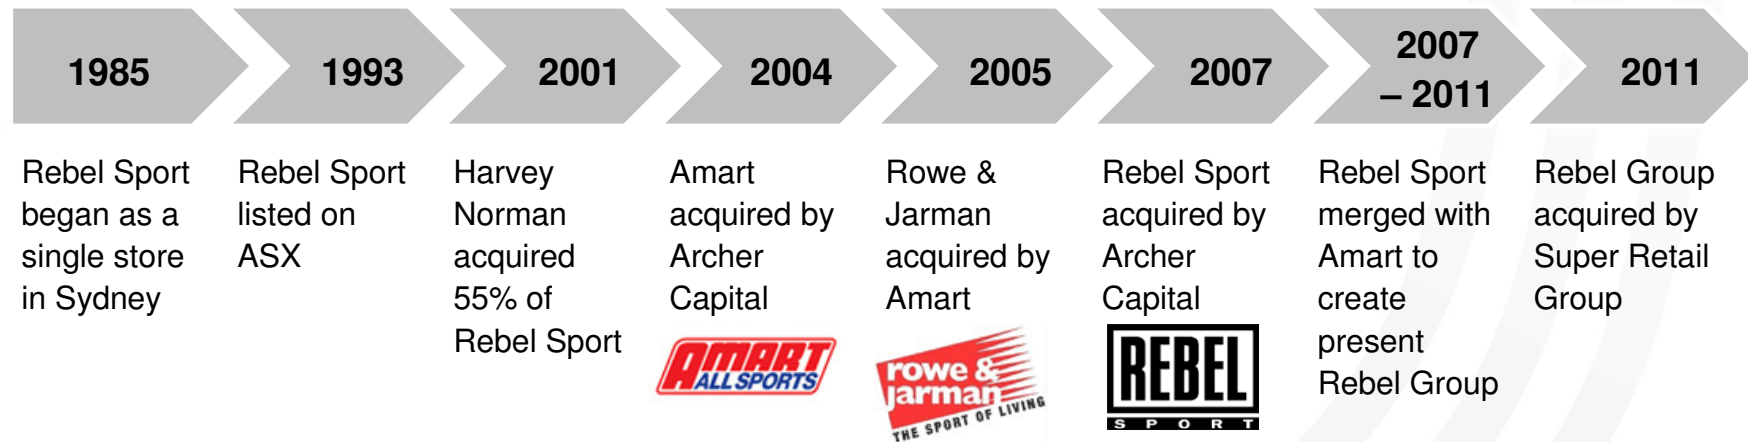 1985
1993
2001
2004
2005
2007
2007
– 2011
2011
Rebel Sport
began as a
single store
in Sydney
Rebel Sport
listed on
ASX
Harvey
Norman
acquired
55% of
Rebel Sport
Amart
acquired by
Archer
Capital
AMART
ALL SPORTS
Rowe &
Jarman
acquired by
Amart
rowe &
jarman
THE SPORT OF LIVING
Rebel Sport
acquired by
Archer
Capital
REBEL
SPORT
Rebel Sport
merged with
Amart to
create
present
Rebel Group
Rebel Group
acquired by
Super Retail
Group